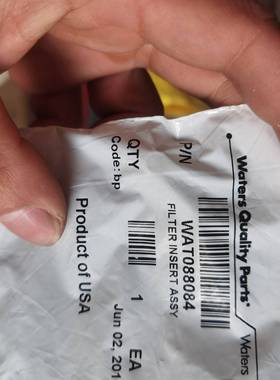 Waters Quality Parts®
Waters
P/N
WAT088084
FILTER INSERT ASSY
QTY
1
EA
Code: bp
Jun 02, 201
Product of USA